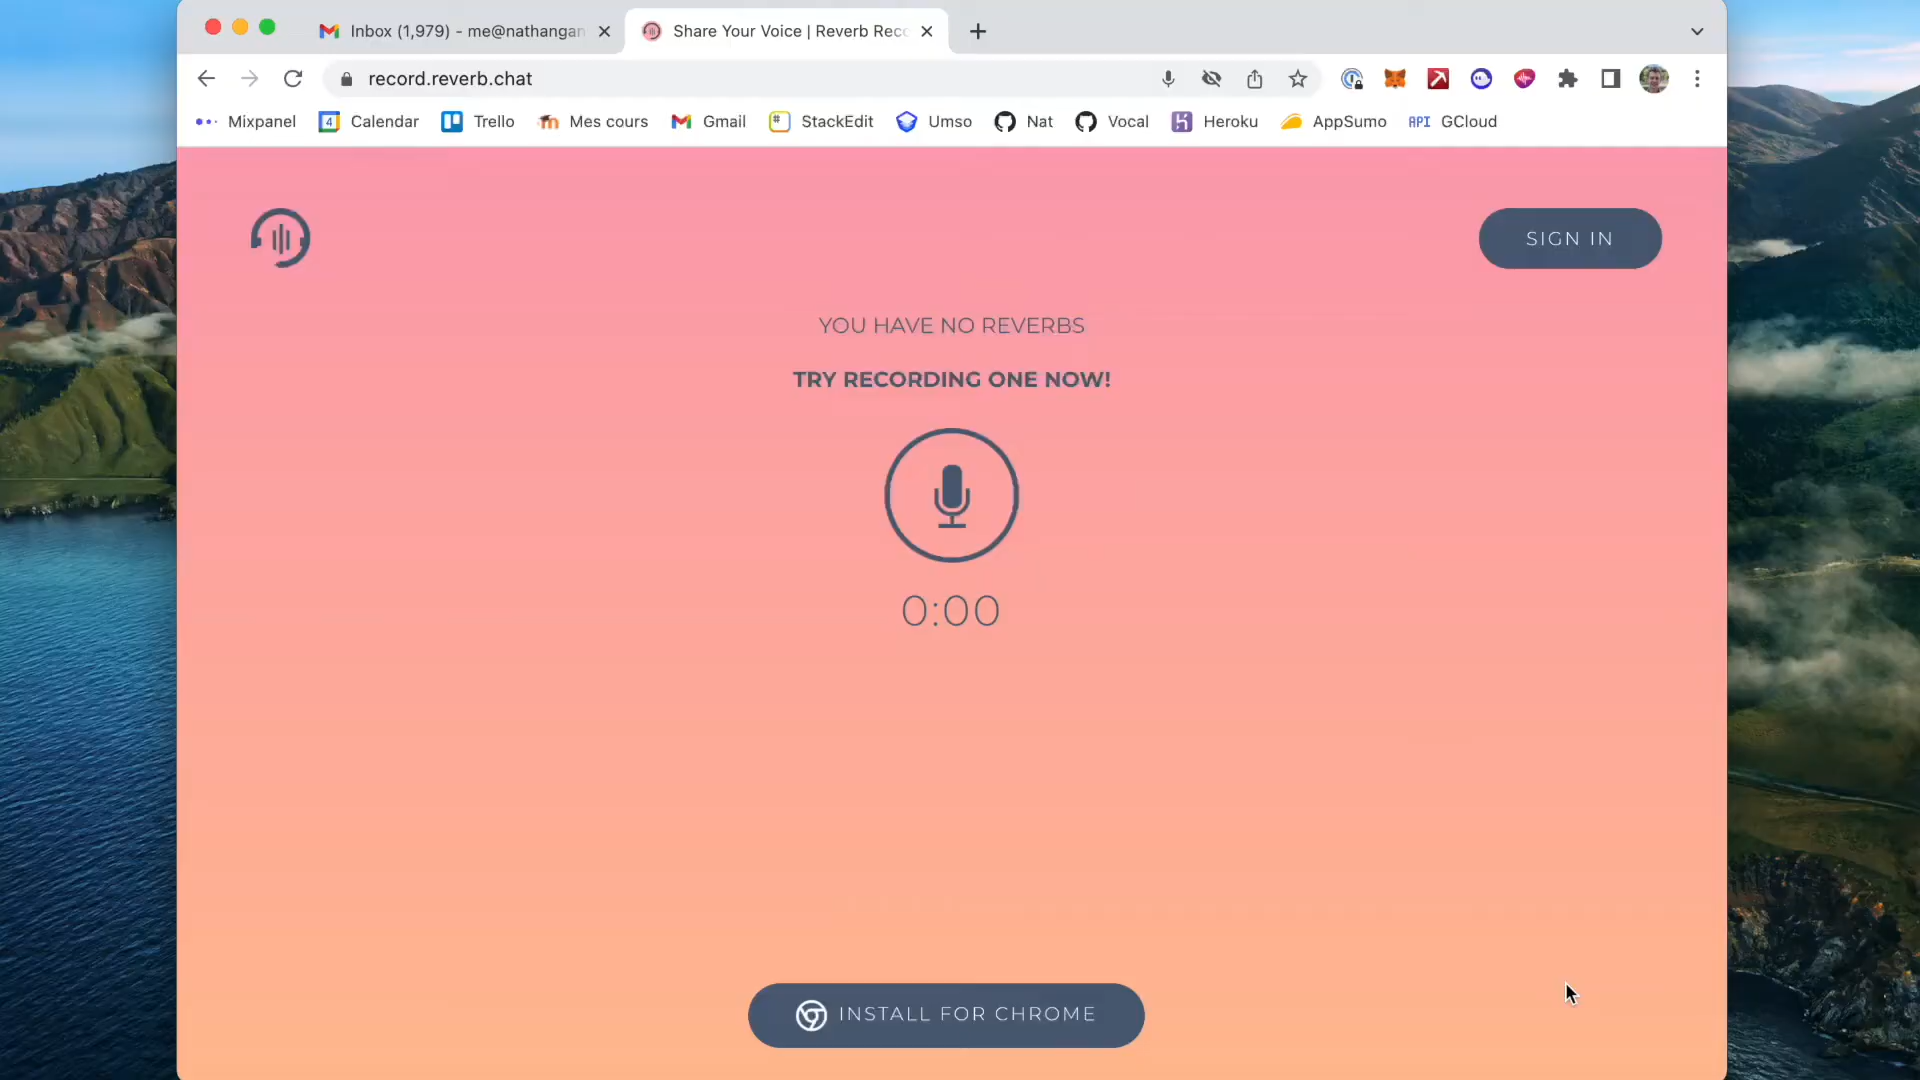 Inbox (1,979) - me@nathangan
Share Your Voice | Reverb Reco
record.reverb.chat
Mixpanel
4 Calendar
Trello
Mes cours
Gmail
# StackEdit
Umso
Nat
Vocal
Heroku
AppSumo
API GCloud
SIGN IN
YOU HAVE NO REVERBS
TRY RECORDING ONE NOW!
0:00
INSTALL FOR CHROME